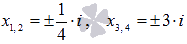 x₁,₂ = ±1/4 · i, x₃,₄ = ±3 · i